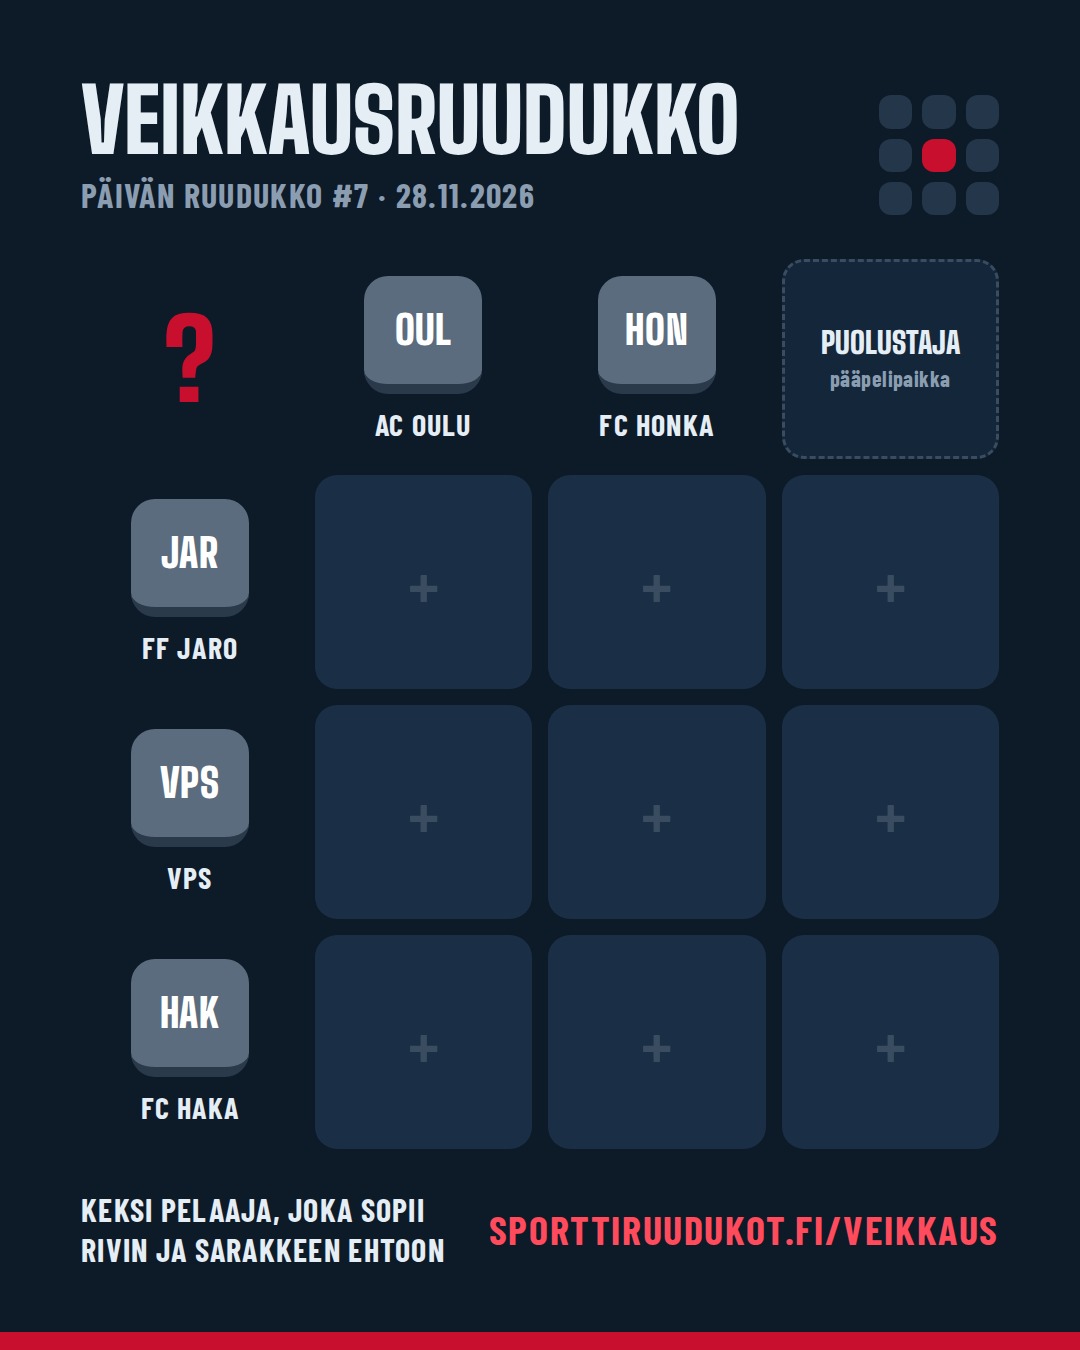 VEIKKAUSRUUDUKKO
PÄIVÄN RUUDUKKO #7 · 28.11.2026
?
OUL
AC OULU
HON
FC HONKA
PUOLUSTAJA
pääpelipaikka
JAR
FF JARO
+ + +
VPS
VPS
+ + +
HAK
FC HAKA
+ + +
KEKSI PELAAJA, JOKA SOPII
RIVIN JA SARAKKEEN EHTOON
SPORTTIRUUDUKOT.FI/VEIKKAUS